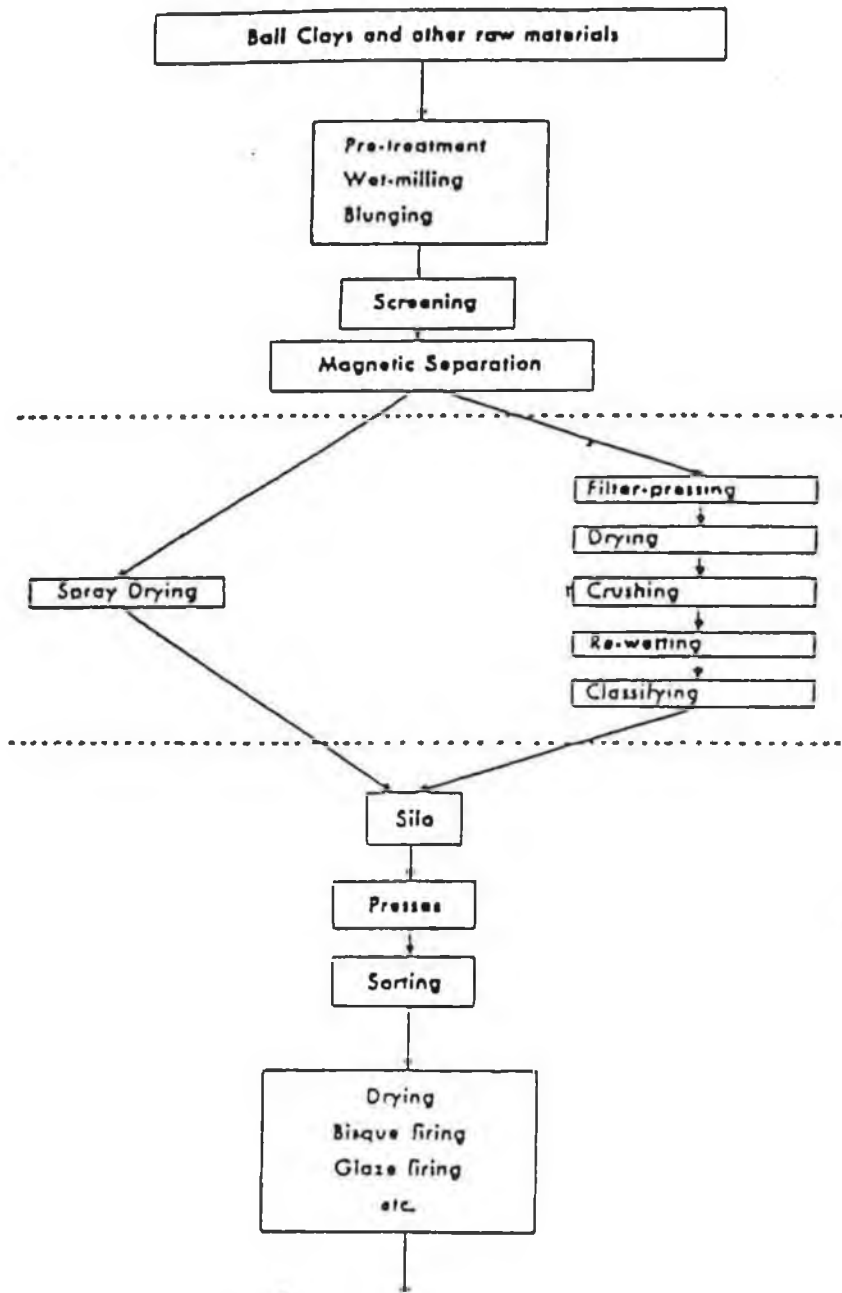 Ball Clays and other raw materials
Pre-treatment
Wet-milling
Blunging
Screening
Magnetic Separation
Filter-pressing
Drying
Spray Drying
Crushing
Re-wetting
Classifying
Silo
Presses
Sorting
Drying
Bisque firing
Glaze firing
etc.